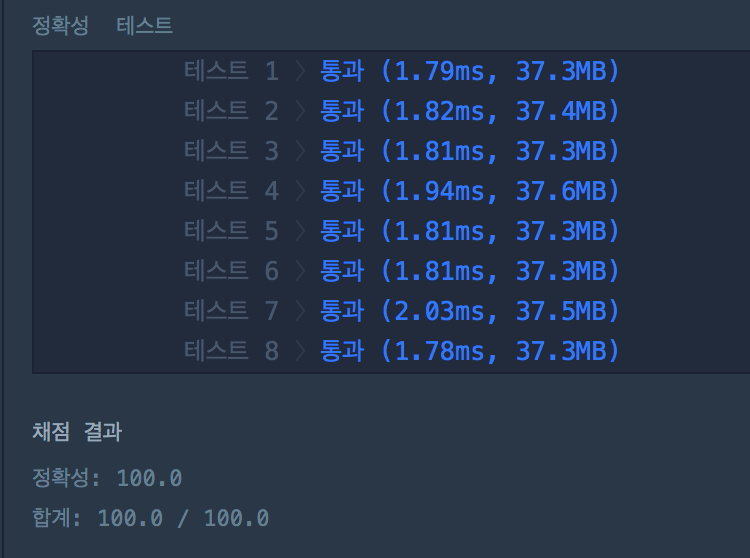 정확성 테스트
테스트 1 〉 통과 (1.79ms, 37.3MB)
테스트 2 〉 통과 (1.82ms, 37.4MB)
테스트 3 〉 통과 (1.81ms, 37.3MB)
테스트 4 〉 통과 (1.94ms, 37.6MB)
테스트 5 〉 통과 (1.81ms, 37.3MB)
테스트 6 〉 통과 (1.81ms, 37.3MB)
테스트 7 〉 통과 (2.03ms, 37.5MB)
테스트 8 〉 통과 (1.78ms, 37.3MB)
채점 결과
정확성: 100.0
합계: 100.0 / 100.0